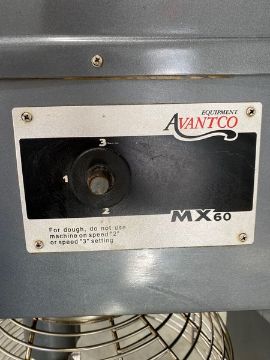 EQUIPMENT
AVANTCO
3
1
2
MX60
For dough, do not use
machine on speed "2"
or speed "3" setting